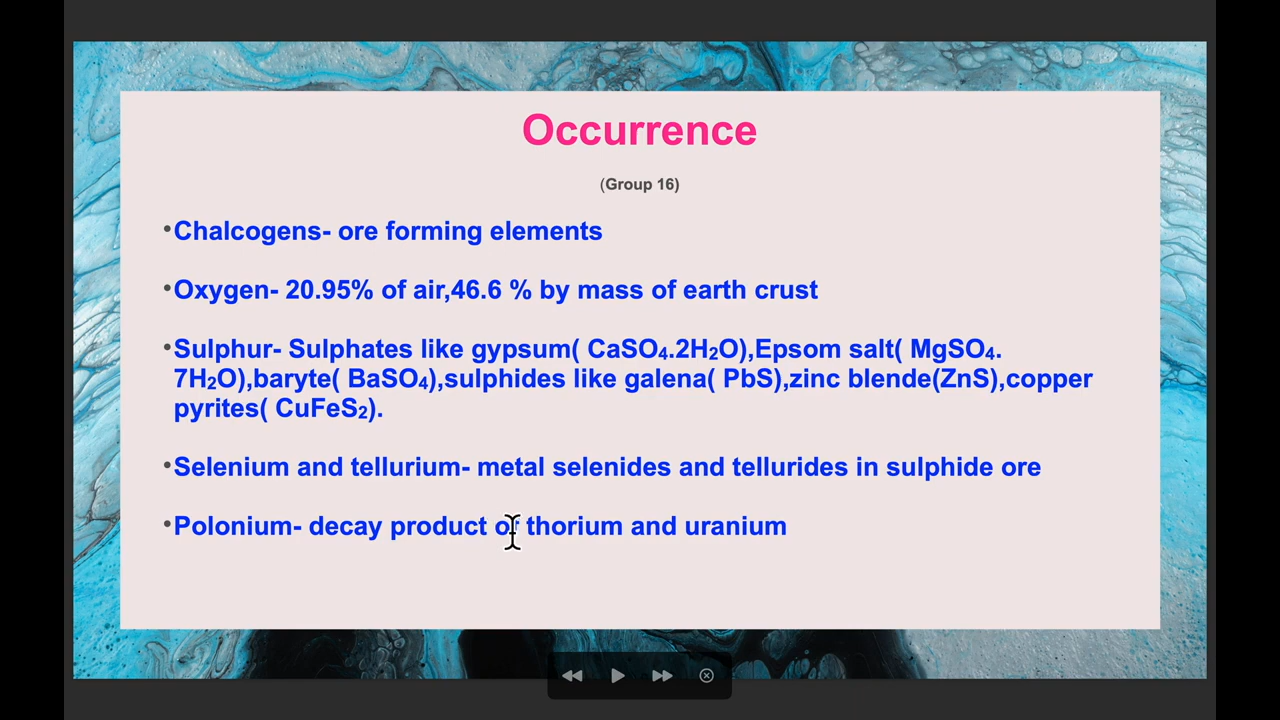 Occurrence
(Group 16)
•Chalcogens- ore forming elements
•Oxygen- 20.95% of air,46.6 % by mass of earth crust
•Sulphur- Sulphates like gypsum( CaSO₄.2H₂O),Epsom salt( MgSO₄.
7H₂O),baryte( BaSO₄),sulphides like galena( PbS),zinc blende(ZnS),copper
pyrites( CuFeS₂).
•Selenium and tellurium- metal selenides and tellurides in sulphide ore
•Polonium- decay product of thorium and uranium